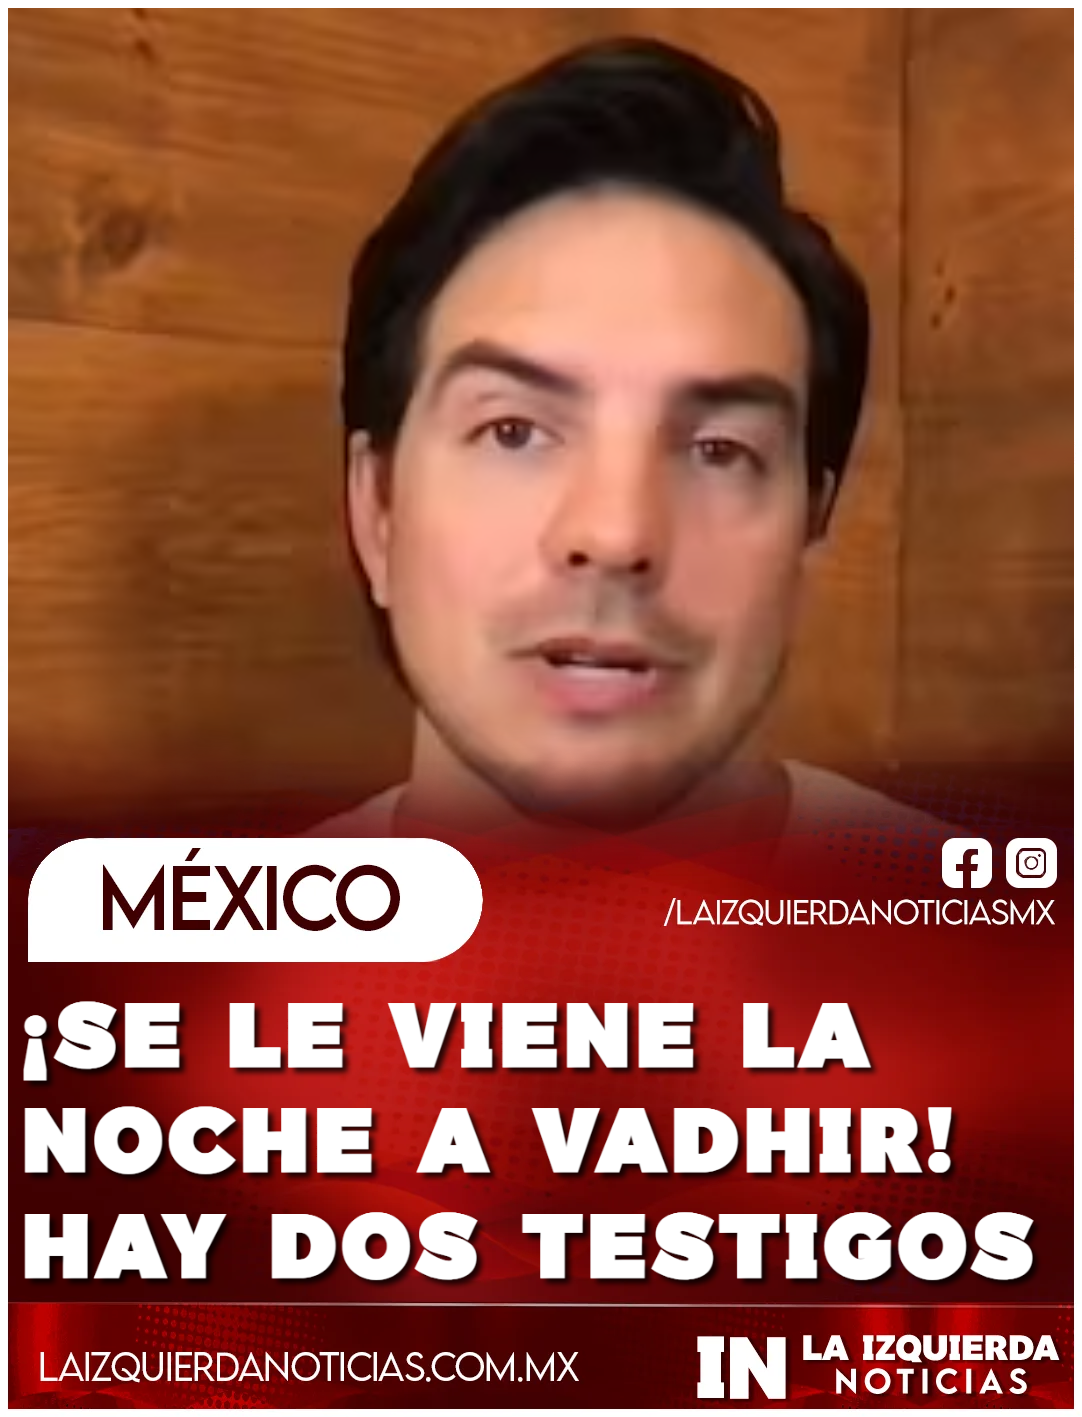 MÉXICO
/LAIZQUIERDANOTICIASMX
¡SE LE VIENE LA
NOCHE A VADHIR!
HAY DOS TESTIGOS
LAIZQUIERDANOTICIAS.COM.MX
IN LA IZQUIERDA
NOTICIAS